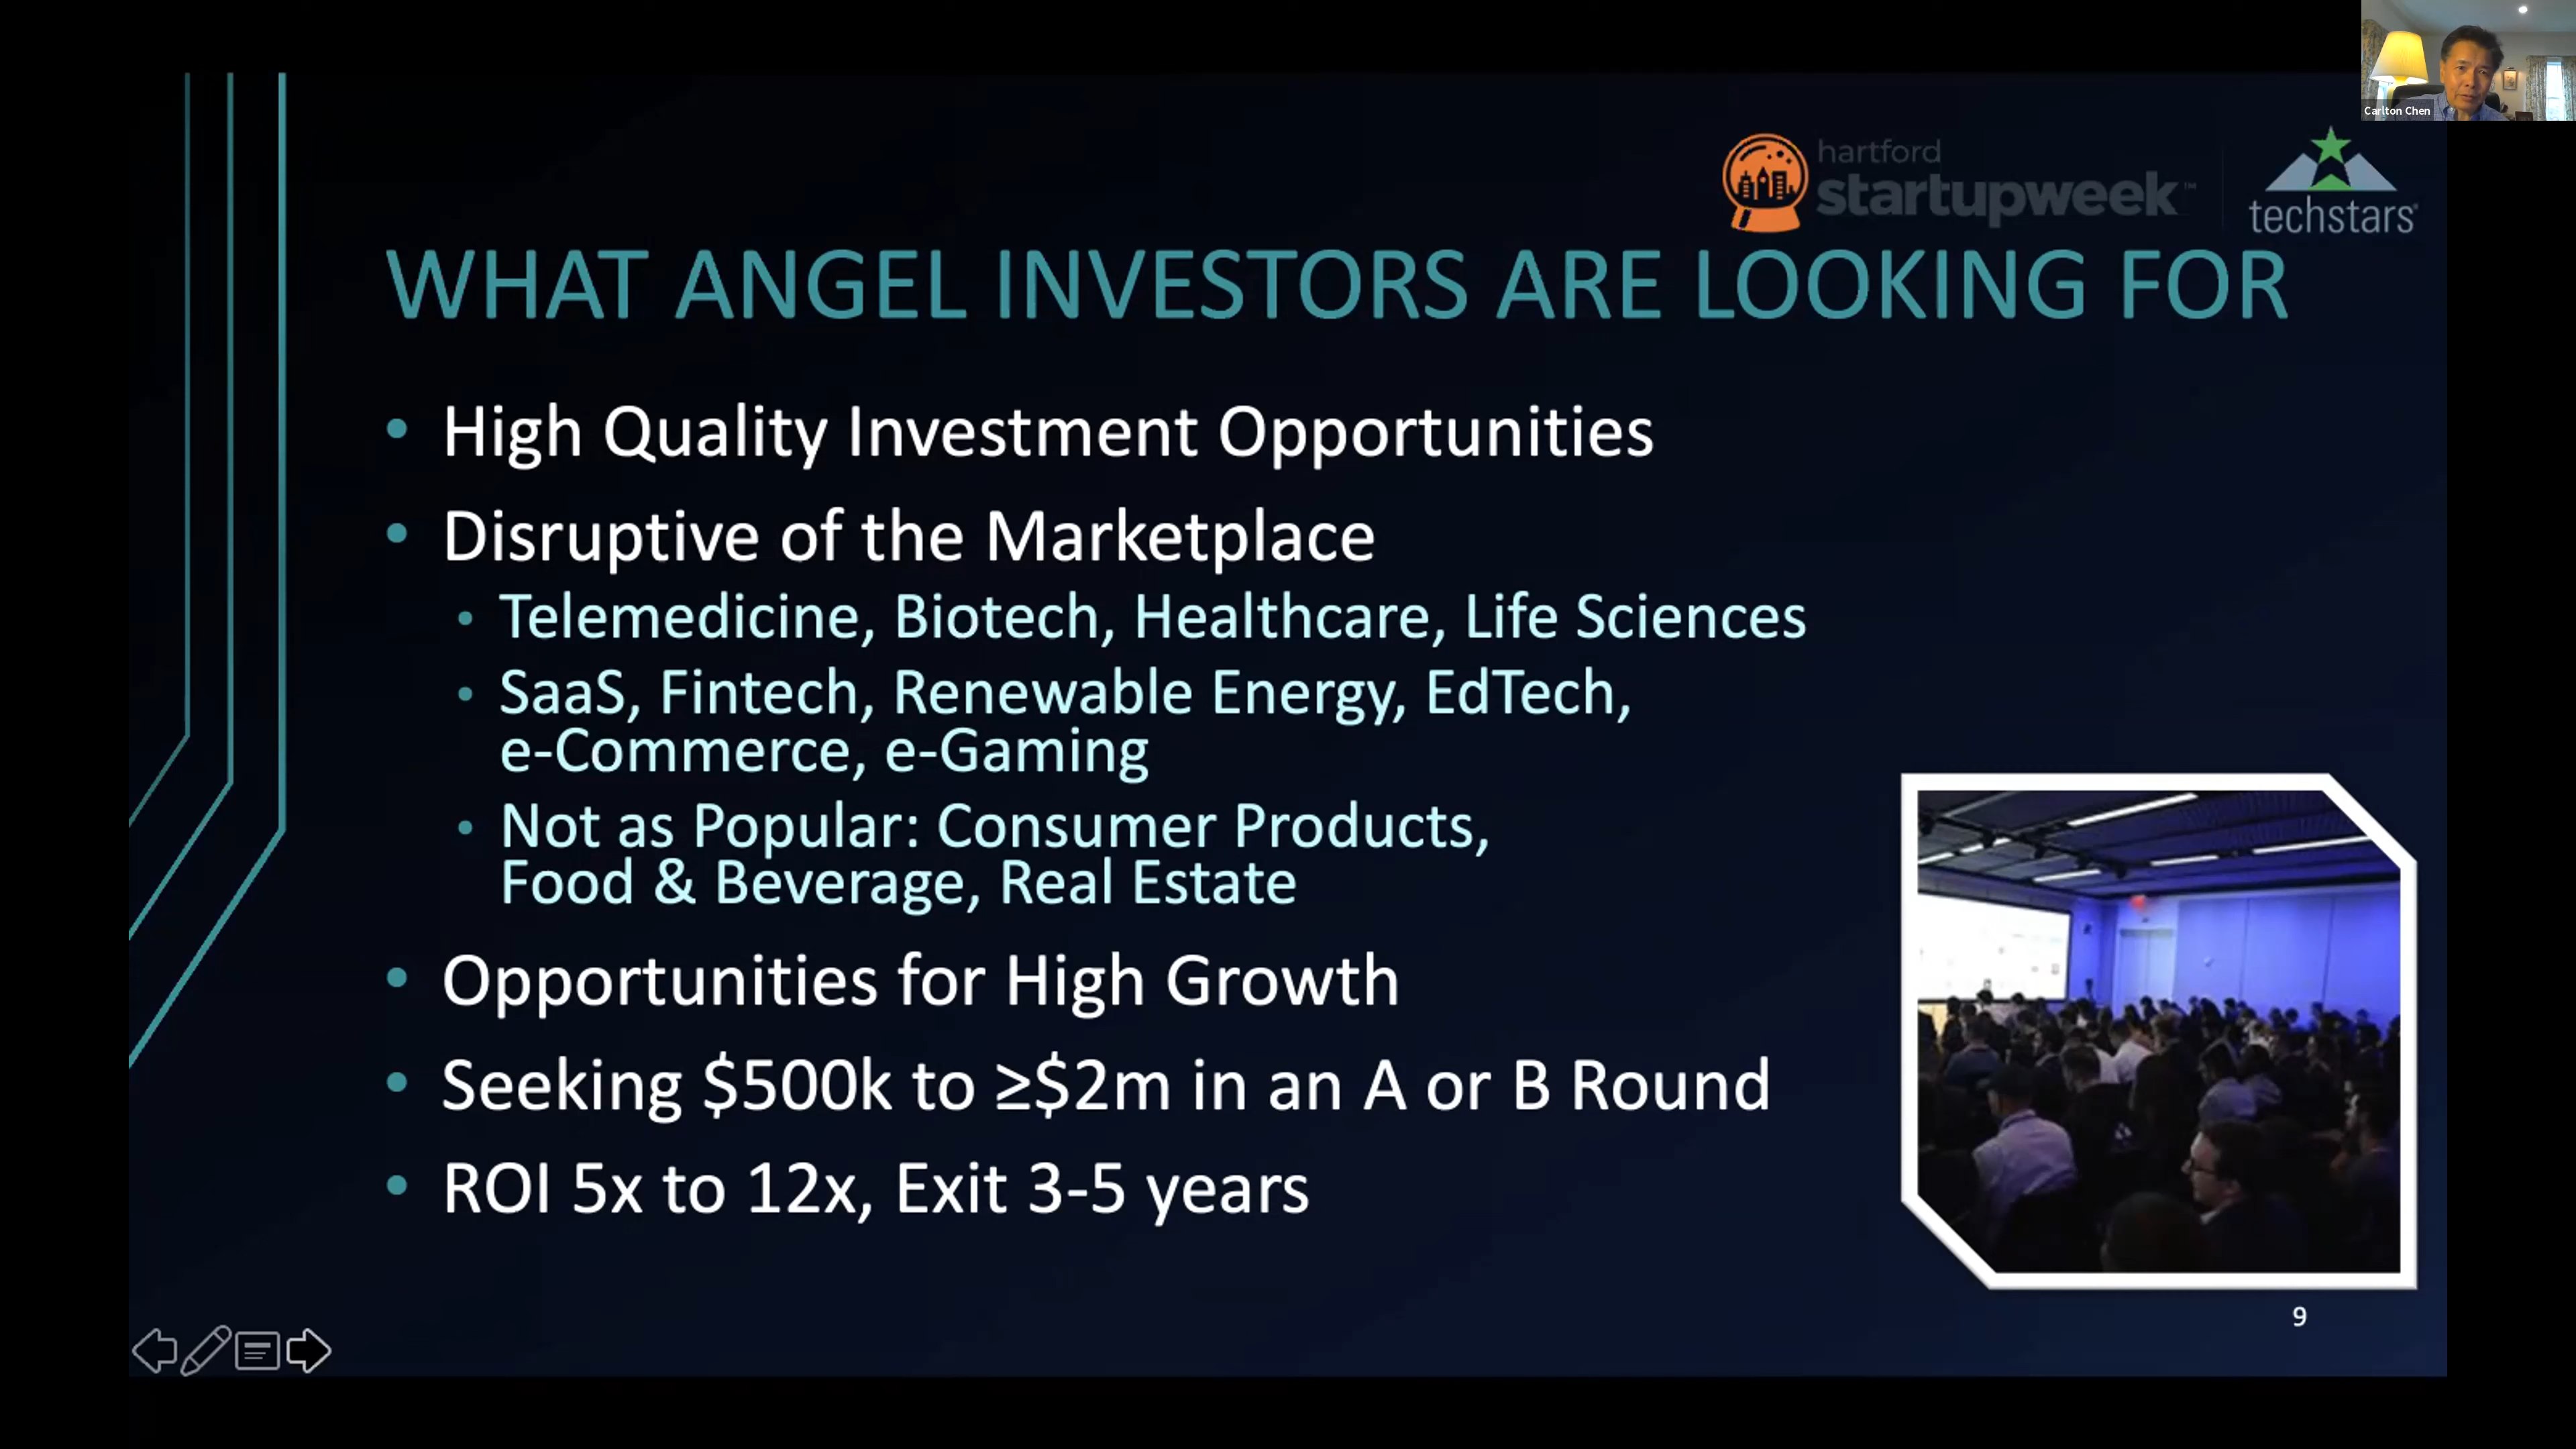 Carlton Chen
hartford
startupweek™
techstars®
WHAT ANGEL INVESTORS ARE LOOKING FOR
• High Quality Investment Opportunities
• Disruptive of the Marketplace
• Telemedicine, Biotech, Healthcare, Life Sciences
• SaaS, Fintech, Renewable Energy, EdTech,
e-Commerce, e-Gaming
• Not as Popular: Consumer Products,
Food & Beverage, Real Estate
• Opportunities for High Growth
• Seeking $500k to ≥$2m in an A or B Round
• ROI 5x to 12x, Exit 3-5 years
9